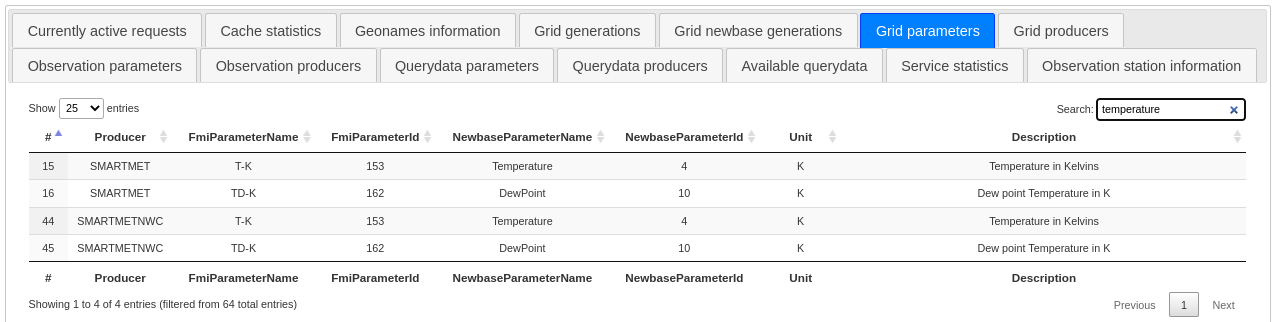 Currently active requests Cache statistics Geonames information Grid generations Grid newbase generations Grid parameters Grid producers
Observation parameters Observation producers Querydata parameters Querydata producers Available querydata Service statistics Observation station information
Show 25 entries Search: temperature
# Producer FmiParameterName FmiParameterId NewbaseParameterName NewbaseParameterId Unit Description
15 SMARTMET T-K 153 Temperature 4 K Temperature in Kelvins
16 SMARTMET TD-K 162 DewPoint 10 K Dew point Temperature in K
44 SMARTMETNWC T-K 153 Temperature 4 K Temperature in Kelvins
45 SMARTMETNWC TD-K 162 DewPoint 10 K Dew point Temperature in K
# Producer FmiParameterName FmiParameterId NewbaseParameterName NewbaseParameterId Unit Description
Showing 1 to 4 of 4 entries (filtered from 64 total entries) Previous 1 Next